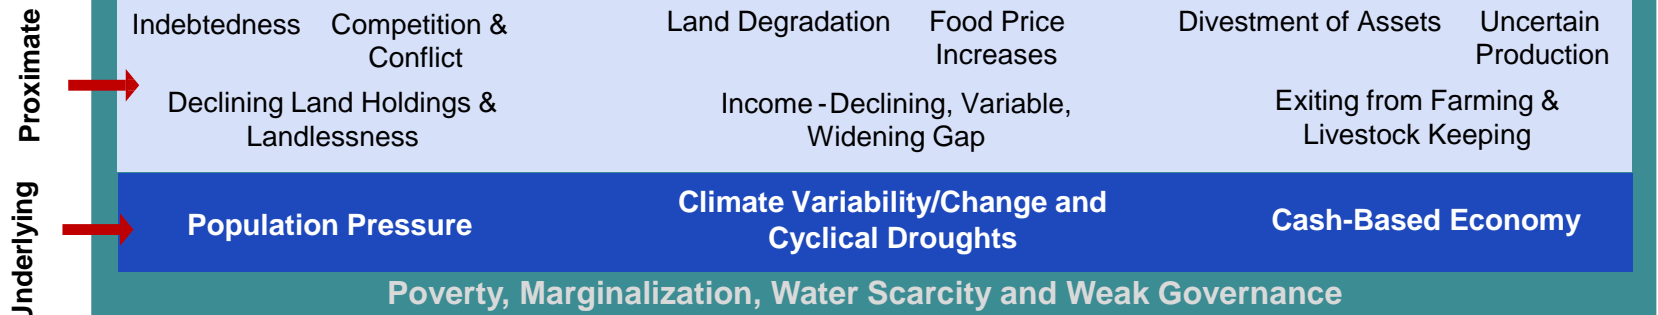 Proximate
Indebtedness
Competition &
Conflict
Land Degradation
Food Price
Increases
Divestment of Assets
Uncertain
Production
Declining Land Holdings &
Landlessness
Income - Declining, Variable,
Widening Gap
Exiting from Farming &
Livestock Keeping
Underlying
Population Pressure
Climate Variability/Change and
Cyclical Droughts
Cash-Based Economy
Poverty, Marginalization, Water Scarcity and Weak Governance